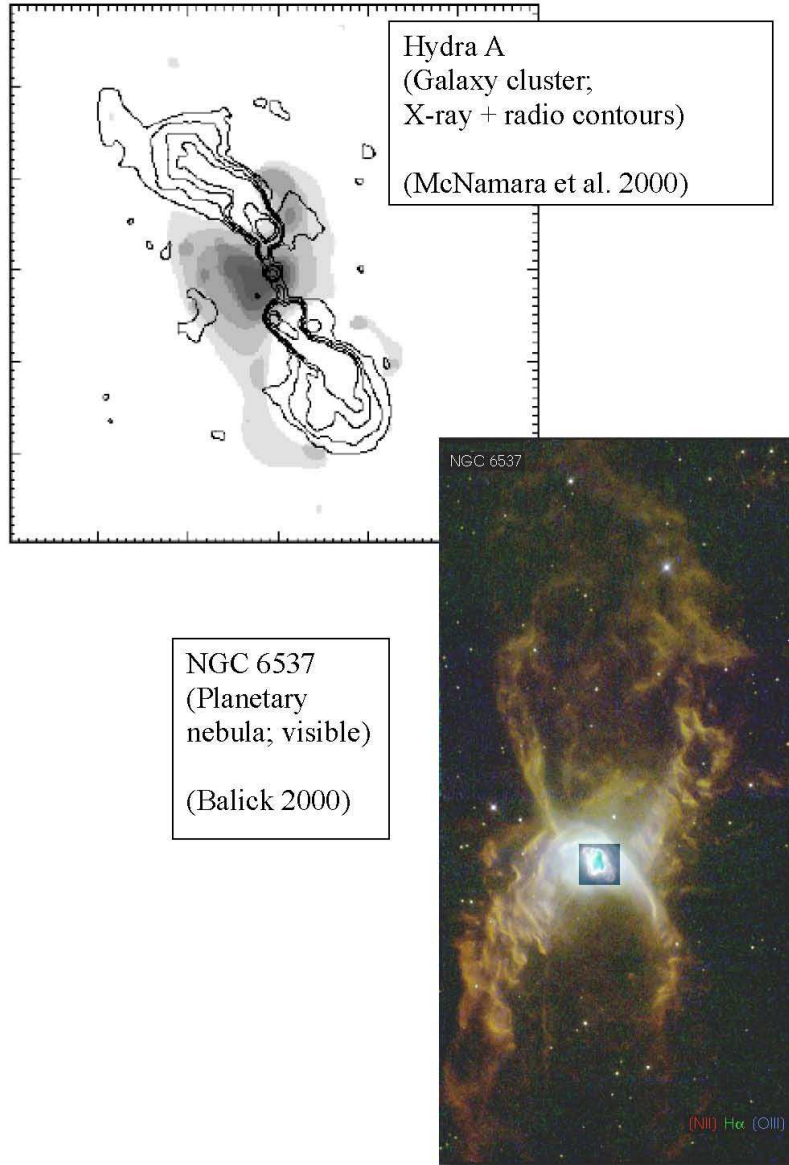 Hydra A
(Galaxy cluster;
X-ray + radio contours)
(McNamara et al. 2000)
NGC 6537
NGC 6537
(Planetary
nebula; visible)
(Balick 2000)
(NII) Hα (OIII)